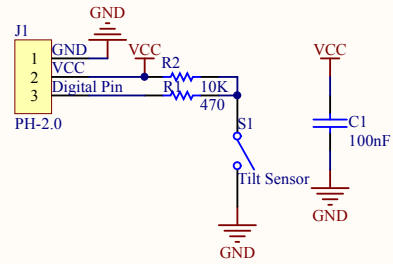 GND
J1
1 GND
2 VCC
3 Digital Pin
PH-2.0
VCC
R2
10K
R1
470
S1
Tilt Sensor
GND
VCC
C1
100nF
GND